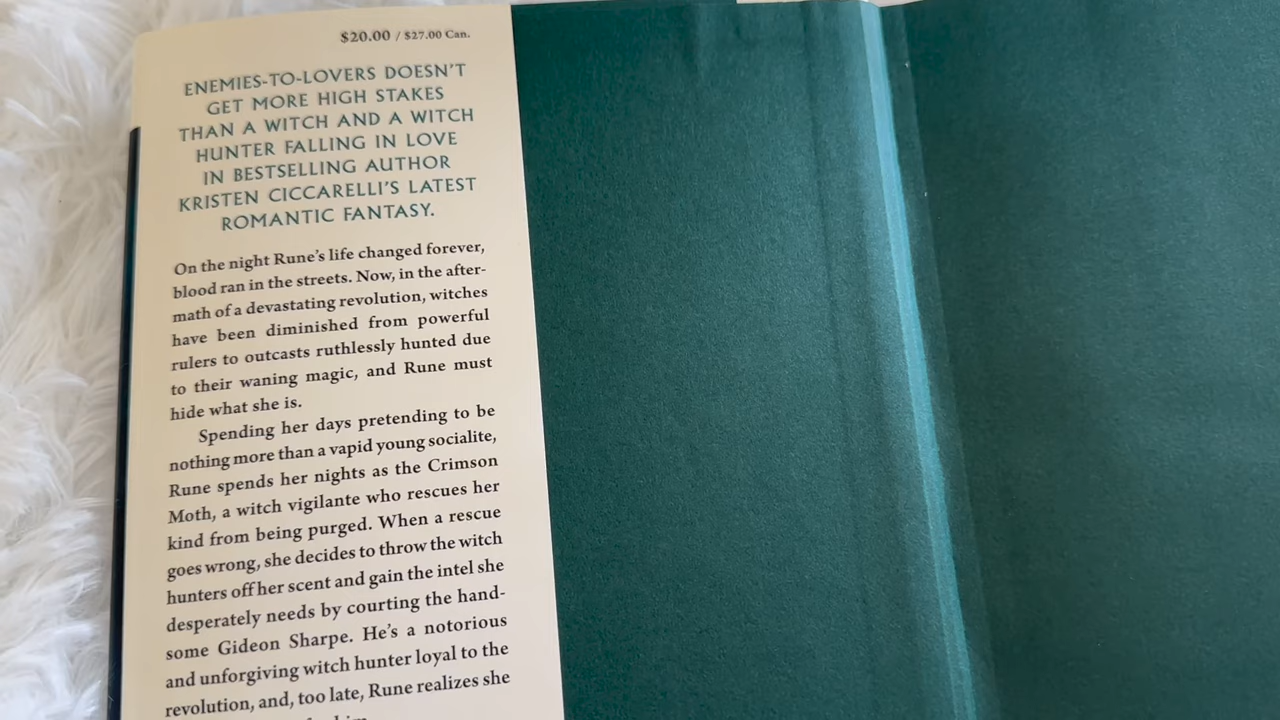 $20.00 / $27.00 Can.
ENEMIES-TO-LOVERS DOESN'T
GET MORE HIGH STAKES
THAN A WITCH AND A WITCH
HUNTER FALLING IN LOVE
IN BESTSELLING AUTHOR
KRISTEN CICCARELLI'S LATEST
ROMANTIC FANTASY.
On the night Rune's life changed forever,
blood ran in the streets. Now, in the after-
math of a devastating revolution, witches
have been diminished from powerful
rulers to outcasts ruthlessly hunted due
to their waning magic, and Rune must
hide what she is.
Spending her days pretending to be
nothing more than a vapid young socialite,
Rune spends her nights as the Crimson
Moth, a witch vigilante who rescues her
kind from being purged. When a rescue
goes wrong, she decides to throw the witch
hunters off her scent and gain the intel she
desperately needs by courting the hand-
some Gideon Sharpe. He's a notorious
and unforgiving witch hunter loyal to the
revolution, and, too late, Rune realizes she